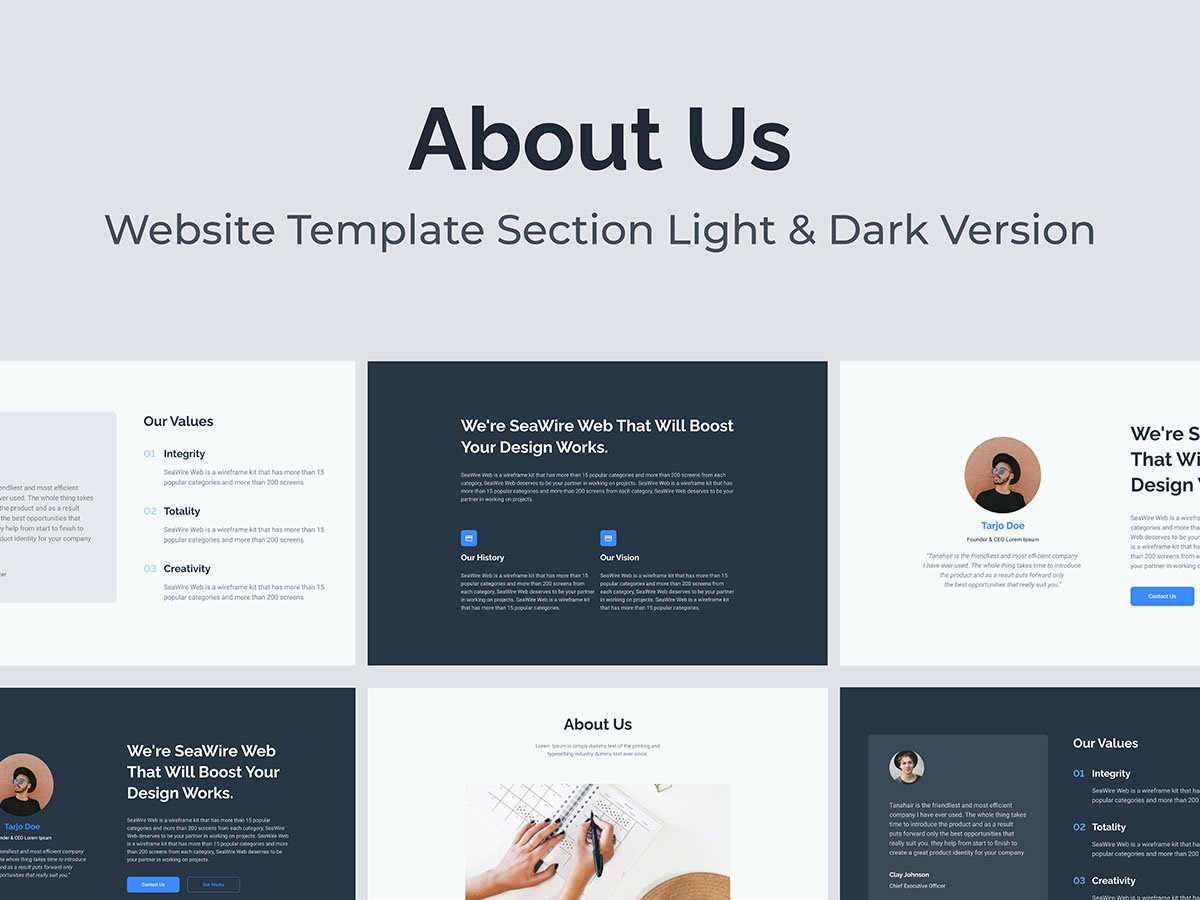 About Us
Website Template Section Light & Dark Version
endliest and most efficient
ver used. The whole thing takes
the product and as a result
the best opportunities that
y help from start to finish to
duct identity for your company
cer
Our Values
01 Integrity
SeaWire Web is a wireframe kit that has more than 15
popular categories and more than 200 screens
02 Totality
SeaWire Web is a wireframe kit that has more than 15
popular categories and more than 200 screens
03 Creativity
SeaWire Web is a wireframe kit that has more than 15
popular categories and more than 200 screens
We're SeaWire Web That Will Boost
Your Design Works.
SeaWire Web is a wireframe kit that has more than 15 popular categories and more than 200 screens from each
category, SeaWire Web deserves to be your partner in working on projects. SeaWire Web is a wireframe kit that has
more than 15 popular categories and more than 200 screens from each category, SeaWire Web deserves to be your
partner in working on projects.
Our History
SeaWire Web is a wireframe kit that has more than 15
popular categories and more than 200 screens from
each category, SeaWire Web deserves to be your partner
in working on projects. SeaWire Web is a wireframe kit
that has more than 15 popular categories.
Our Vision
SeaWire Web is a wireframe kit that has more than 15
popular categories and more than 200 screens from
each category, SeaWire Web deserves to be your partner
in working on projects. SeaWire Web is a wireframe kit
that has more than 15 popular categories.
Tarjo Doe
Founder & CEO Lorem Ipsum
"Tanahair is the friendliest and most efficient company
I have ever used. The whole thing takes time to introduce
the product and as a result puts forward only
the best opportunities that really suit you."
We're S
That Wi
Design
SeaWire Web is a wirefr
categories and more tha
Web deserves to be your
is a wireframe kit that ha
than 200 screens from e
your partner in working o
Contact Us
Tarjo Doe
nder & CEO Lorem Ipsum
endliest and most efficient company
he whole thing takes time to introduce
nd as a result puts forward only
portunities that really suit you."
We're SeaWire Web
That Will Boost Your
Design Works.
SeaWire Web is a wireframe kit that has more than 15 popular
categories and more than 200 screens from each category, SeaWire
Web deserves to be your partner in working on projects. SeaWire Web
is a wireframe kit that has more than 15 popular categories and more
than 200 screens from each category, SeaWire Web deserves to be
your partner in working on projects.
Contact Us
Our Works
About Us
Lorem Ipsum is simply dummy text of the printing and
typesetting industry dummy text ever since.
Tanahair is the friendliest and most efficient
company I have ever used. The whole thing takes
time to introduce the product and as a result
puts forward only the best opportunities that
really suit you. they help from start to finish to
create a great product identity for your company
Clay Johnson
Chief Executive Officer
Our Values
01 Integrity
SeaWire Web is a wireframe kit that ha
popular categories and more than 200
02 Totality
SeaWire Web is a wireframe kit that ha
popular categories and more than 200
03 Creativity
SeaWire Web is a wireframe kit that ha